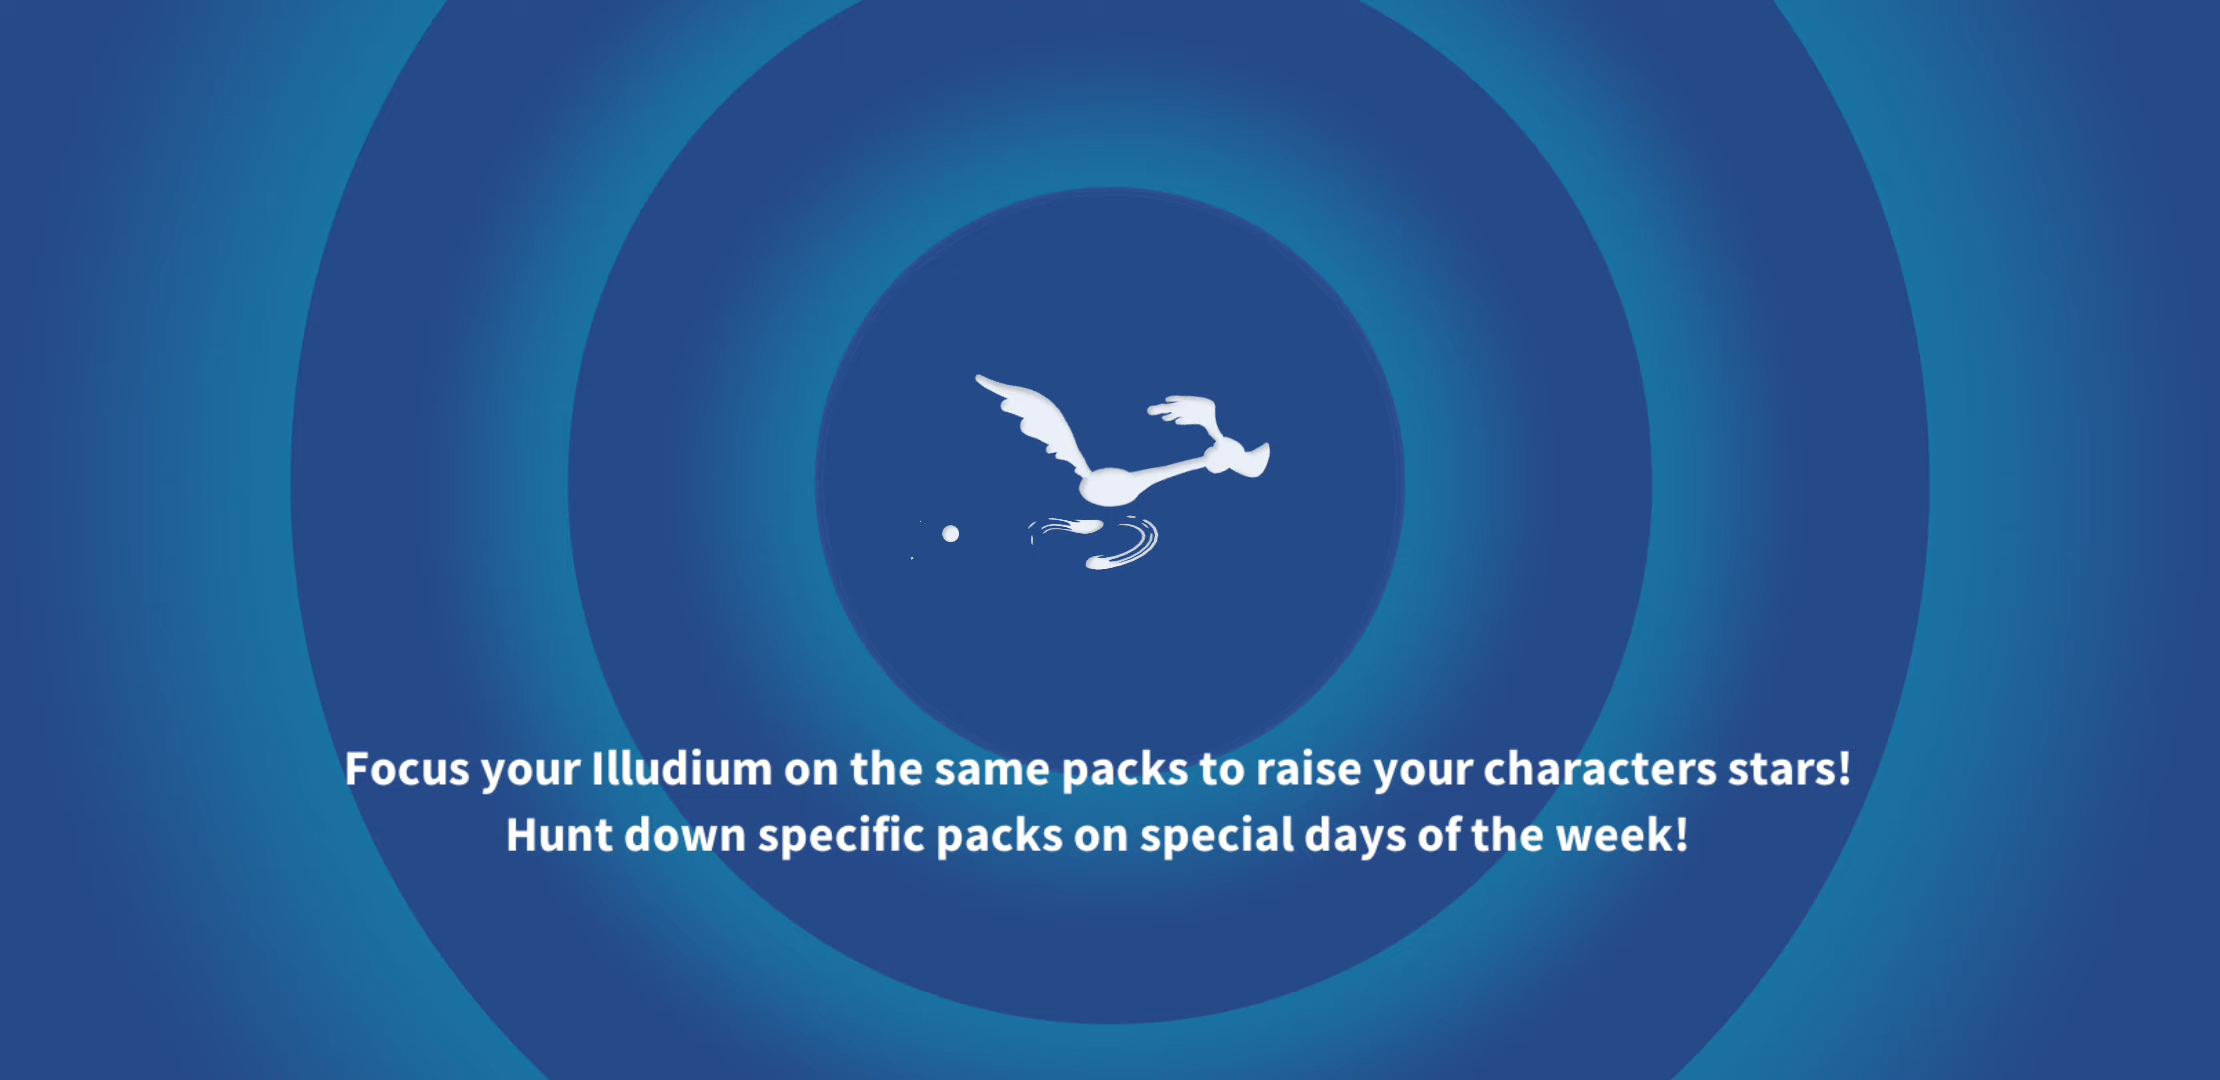 Focus your Illudium on the same packs to raise your characters stars!
Hunt down specific packs on special days of the week!